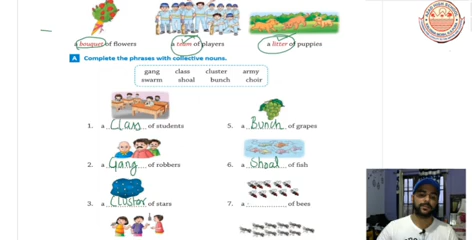 a bouquet of flowers
a team of players
a litter of puppies
A Complete the phrases with collective nouns.
gang class cluster army
swarm shoal bunch choir
1. a Class of students
5. a Bunch of grapes
2. a Gang of robbers
6. a Shoal of fish
3. a Cluster of stars
7. a of bees